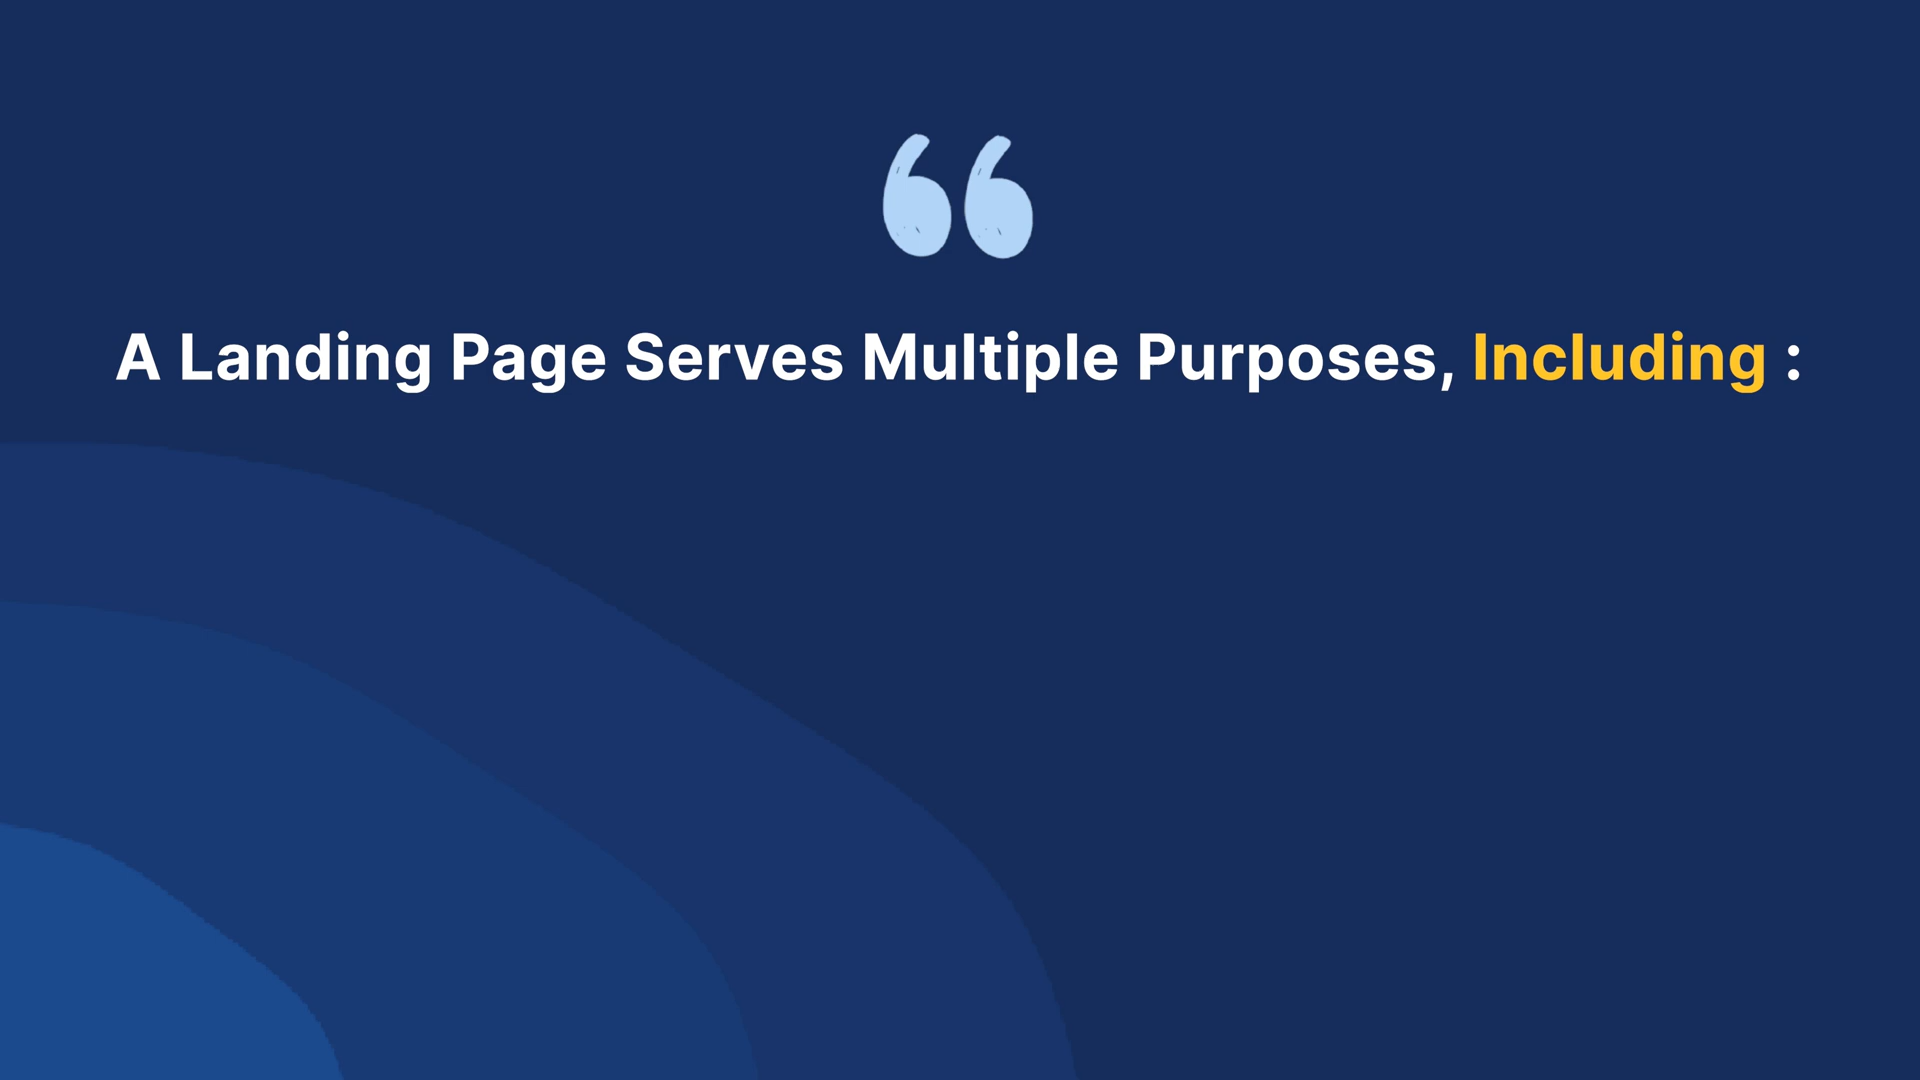 “
A Landing Page Serves Multiple Purposes, Including :